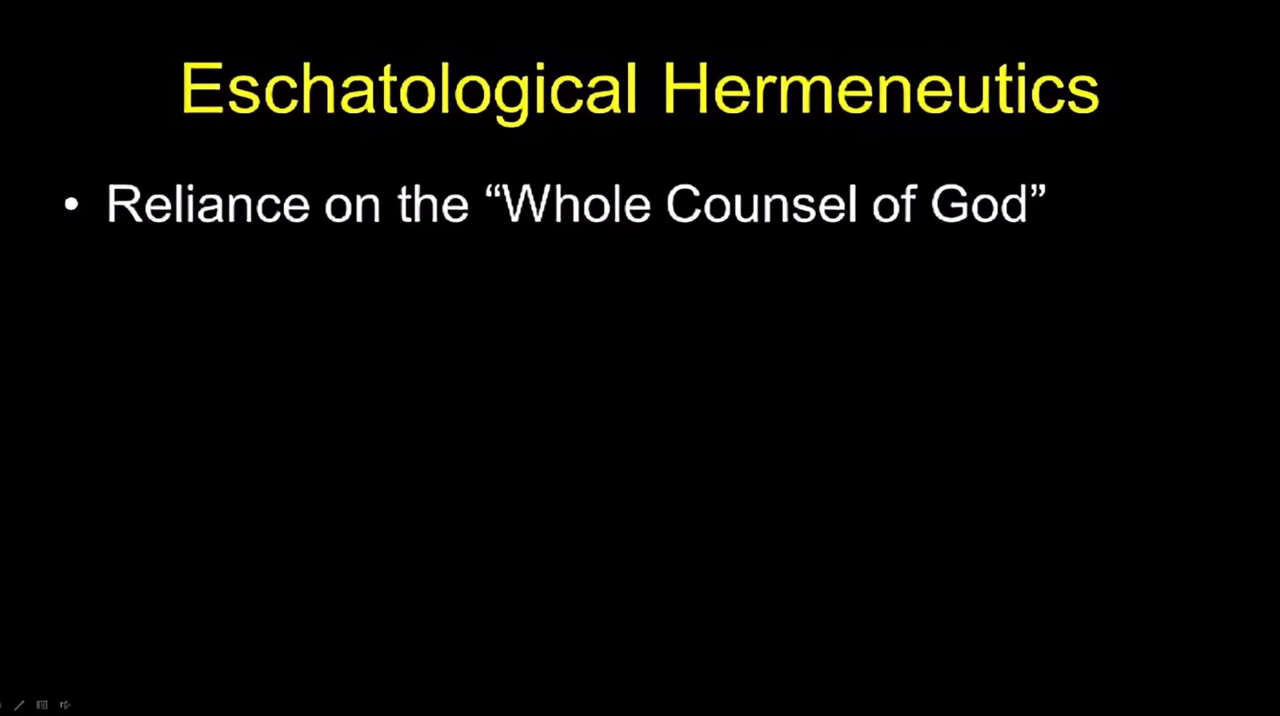 Eschatological Hermeneutics
• Reliance on the “Whole Counsel of God”